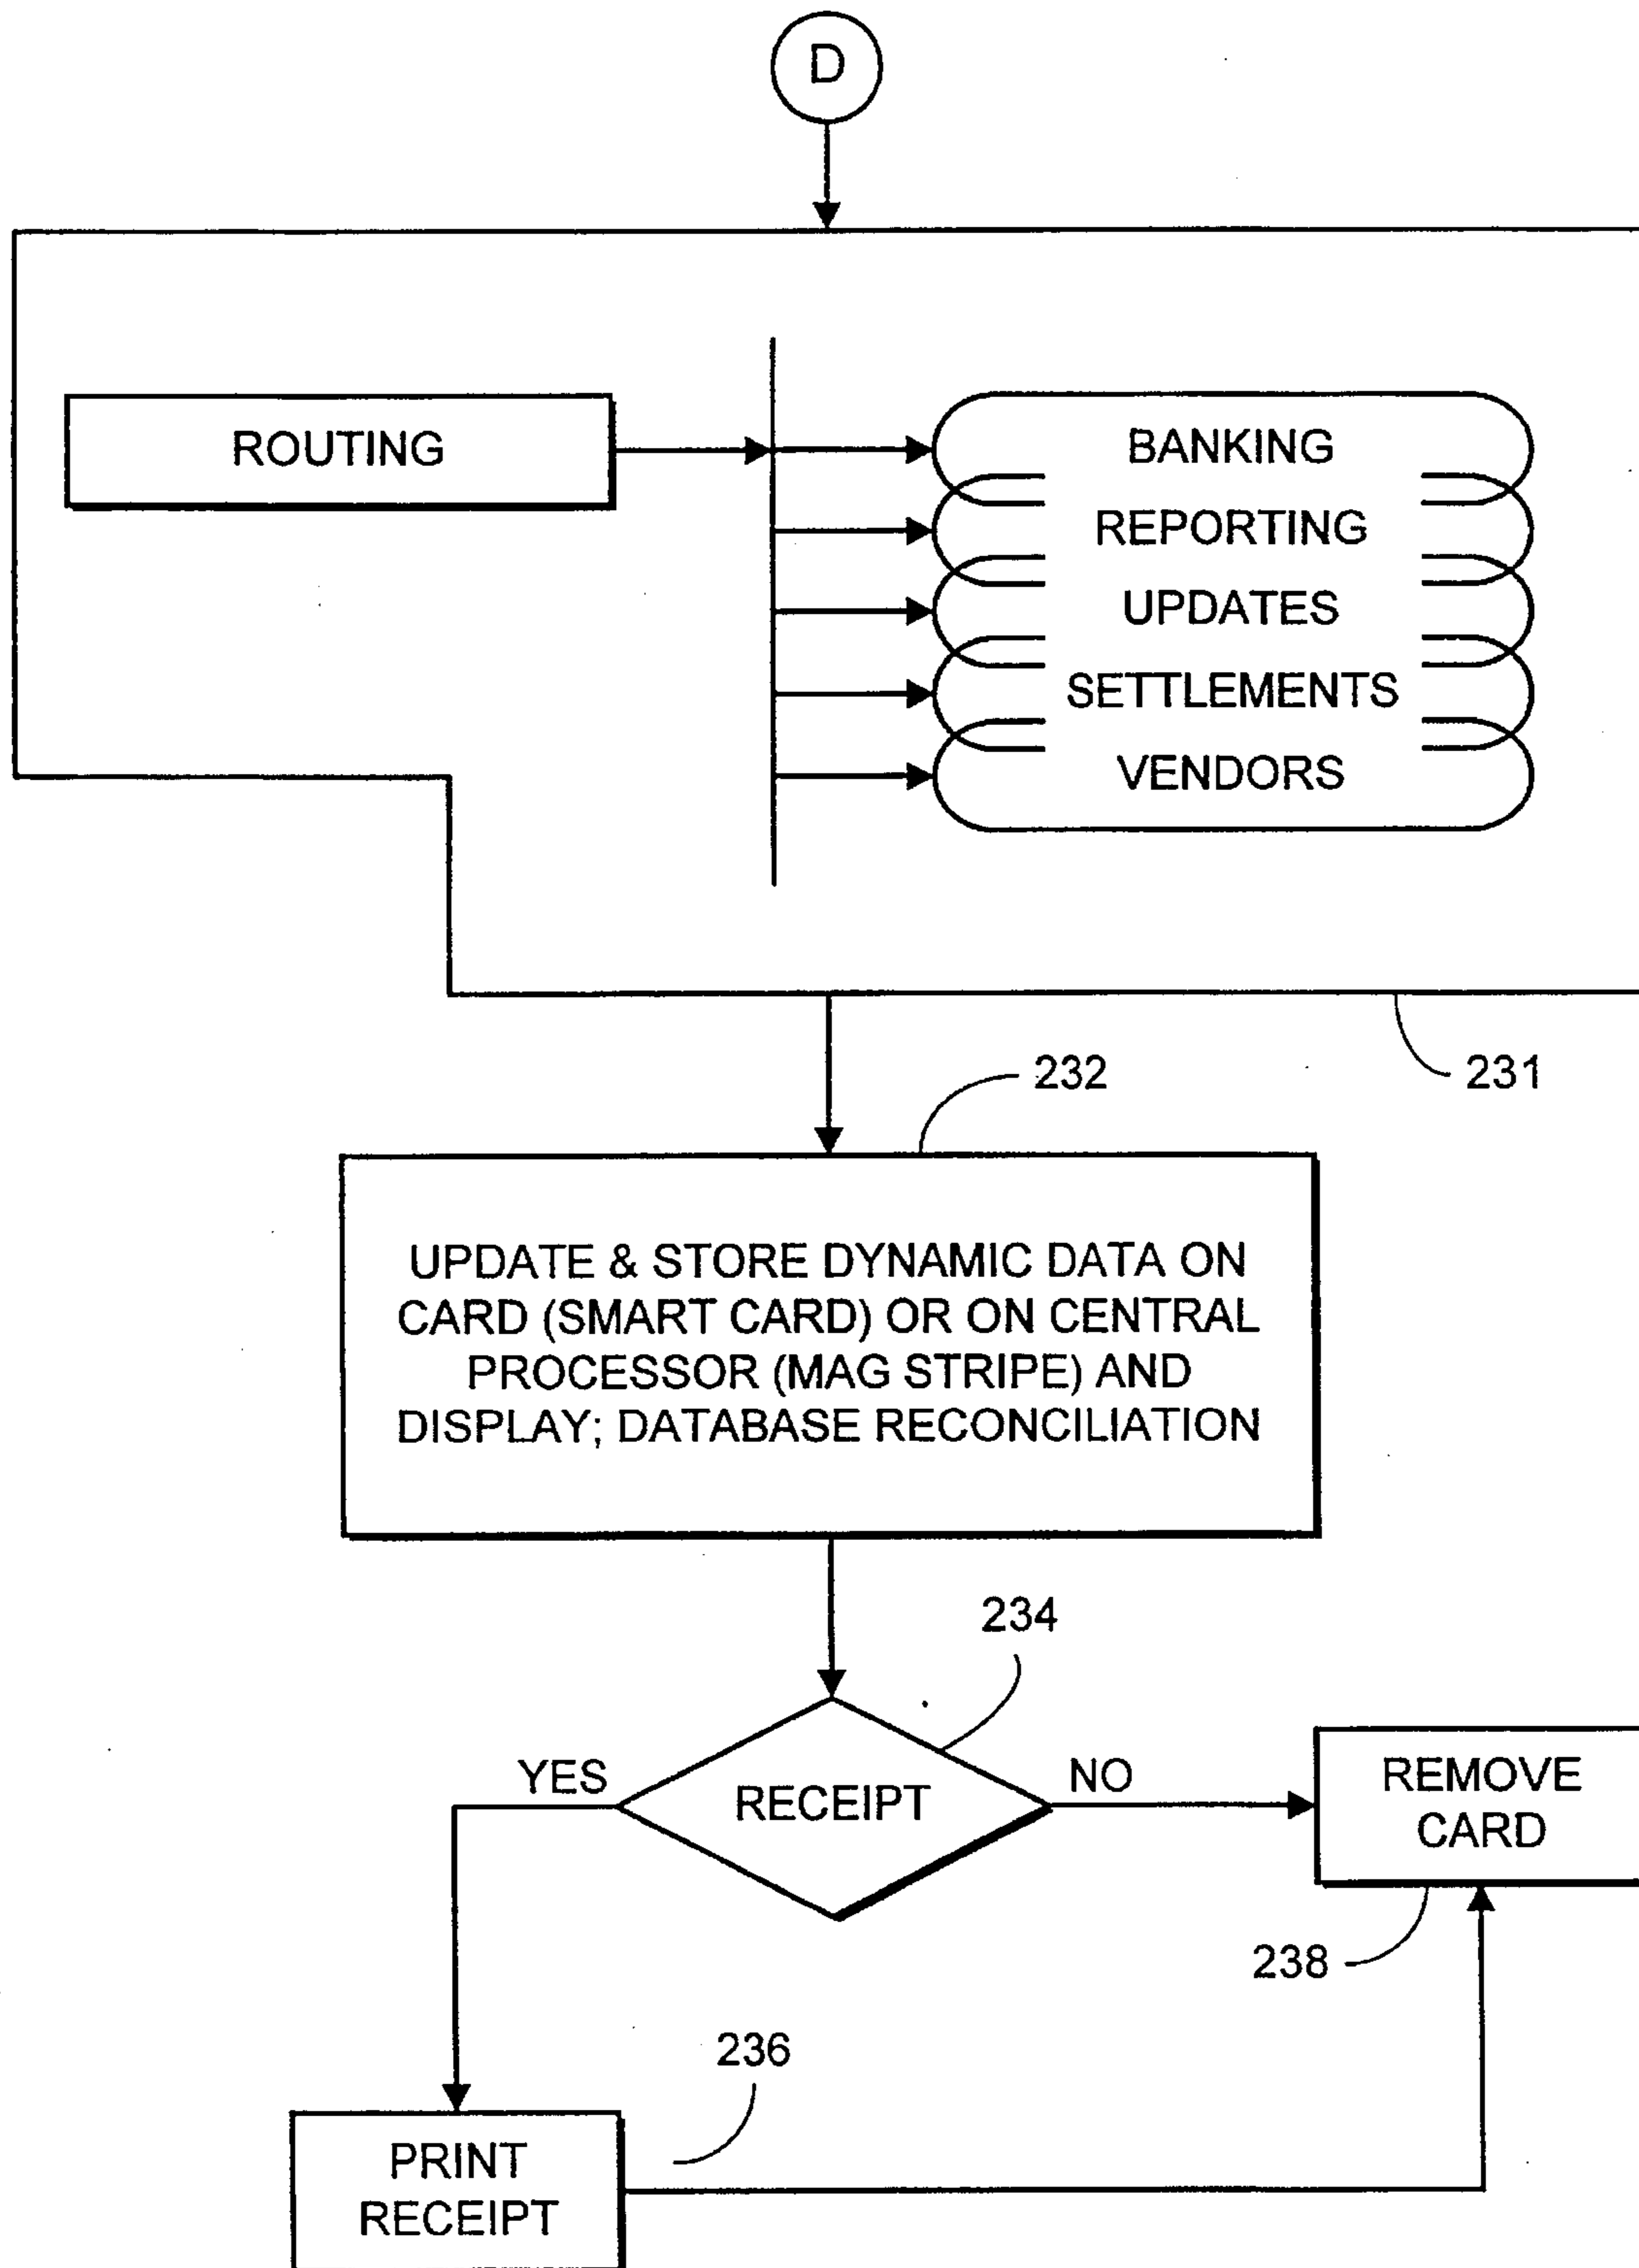 D
ROUTING
BANKING
REPORTING
UPDATES
SETTLEMENTS
VENDORS
232
231
UPDATE & STORE DYNAMIC DATA ON
CARD (SMART CARD) OR ON CENTRAL
PROCESSOR (MAG STRIPE) AND
DISPLAY; DATABASE RECONCILIATION
234
YES
RECEIPT
NO
REMOVE
CARD
238
236
PRINT
RECEIPT